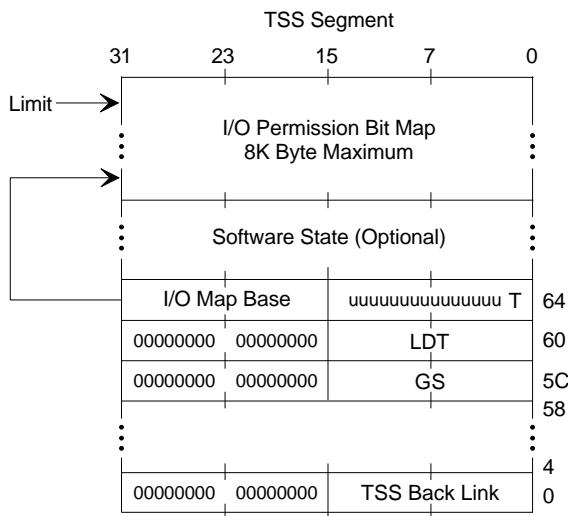 TSS Segment
31 23 15 7 0
Limit
I/O Permission Bit Map
8K Byte Maximum
Software State (Optional)
I/O Map Base uuuuuuuuuuuuuuu T 64
00000000 00000000 LDT 60
00000000 00000000 GS 5C
58
4
00000000 00000000 TSS Back Link 0